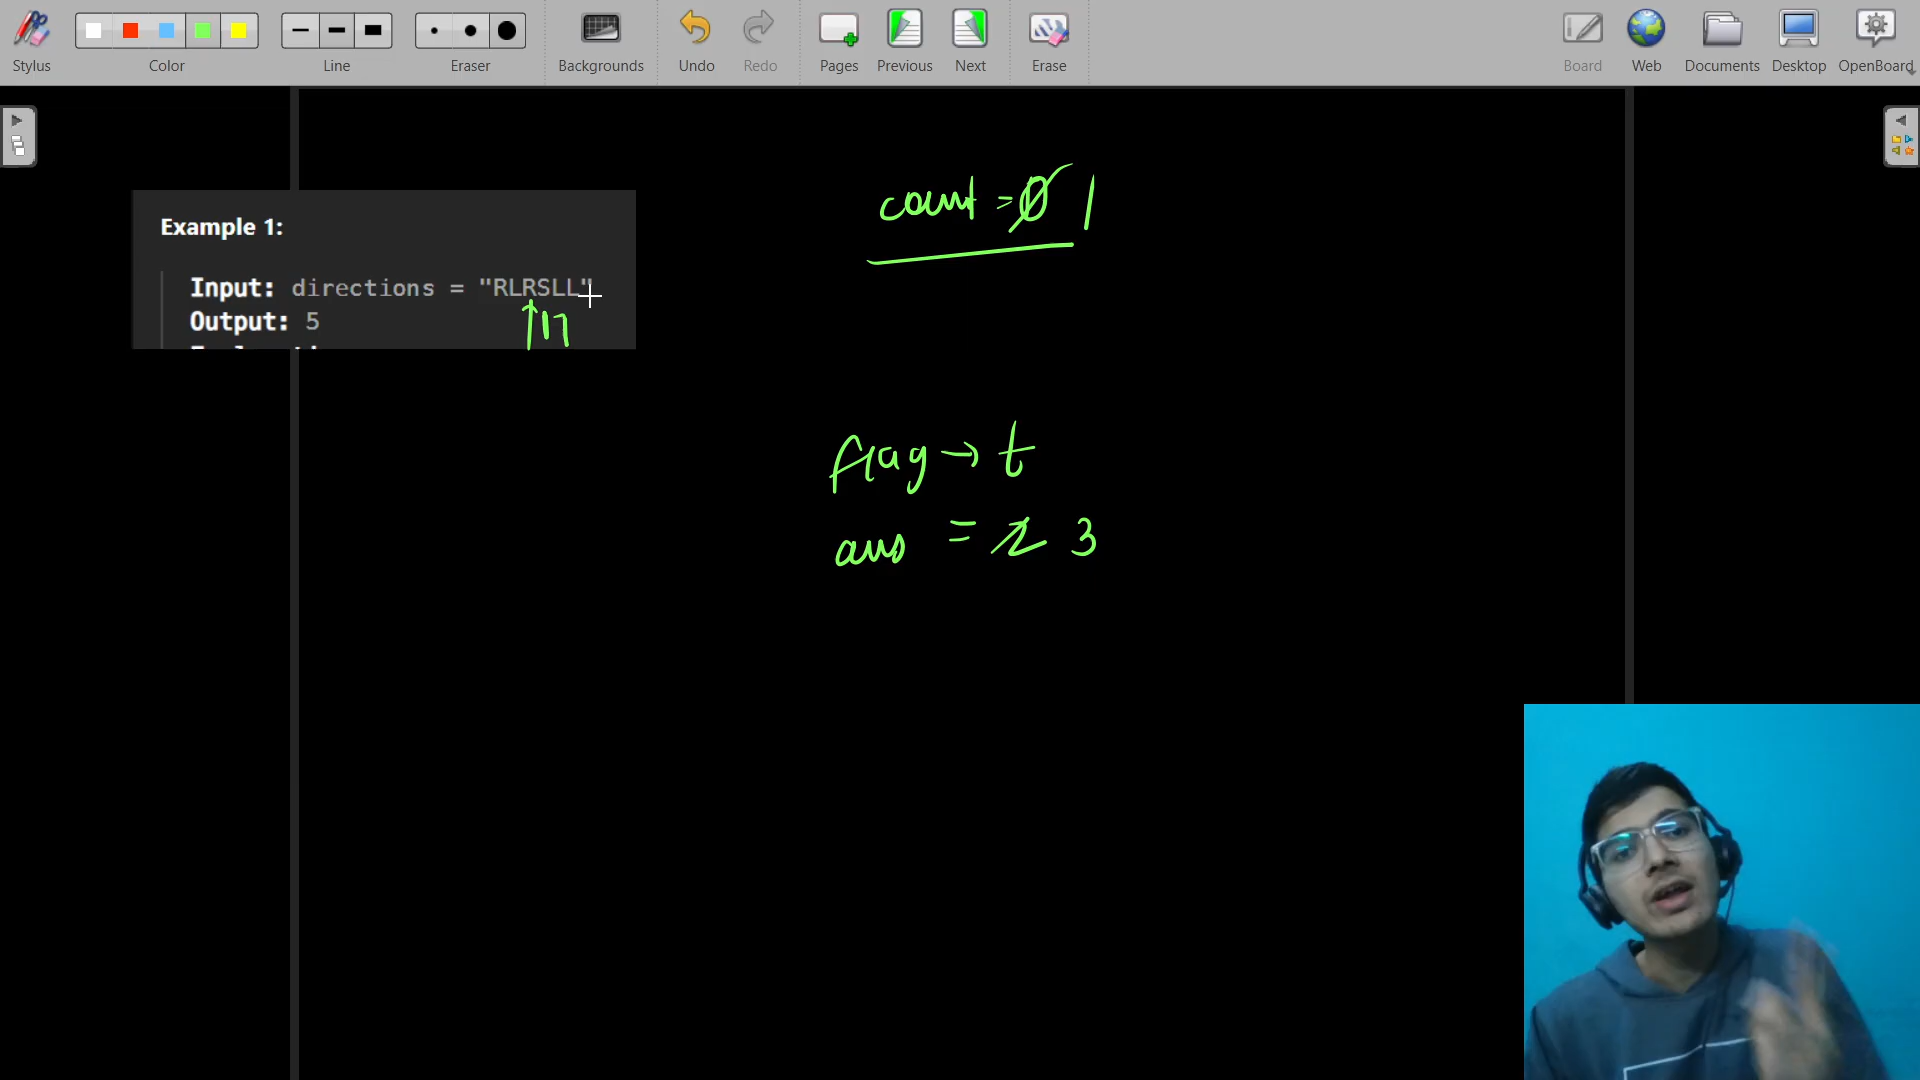 Stylus
Color
Line
Eraser
Backgrounds
Undo
Redo
Pages
Previous
Next
Erase
Board
Web
Documents
Desktop
OpenBoard
count = 0 1
Example 1:
Input: directions = "RLRSLL"
Output: 5
flag → t
ans = 2 3